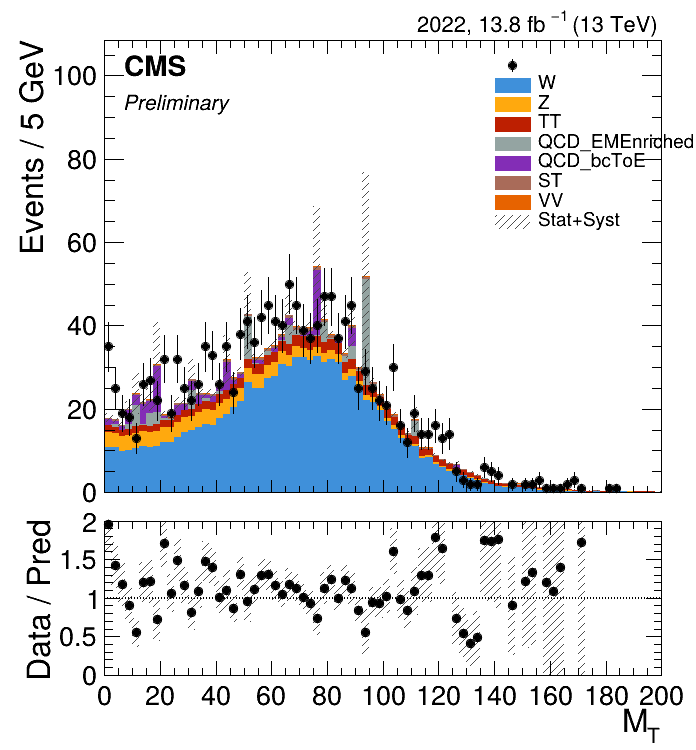 2022, 13.8 fb⁻¹ (13 TeV)
Events / 5 GeV
CMS
Preliminary
W
Z
TT
QCD_EMEnriched
QCD_bcToE
ST
VV
Stat+Syst
100
80
60
40
20
0
Data / Pred
2
1.5
1
0.5
0
0 20 40 60 80 100 120 140 160 180 200
M_T